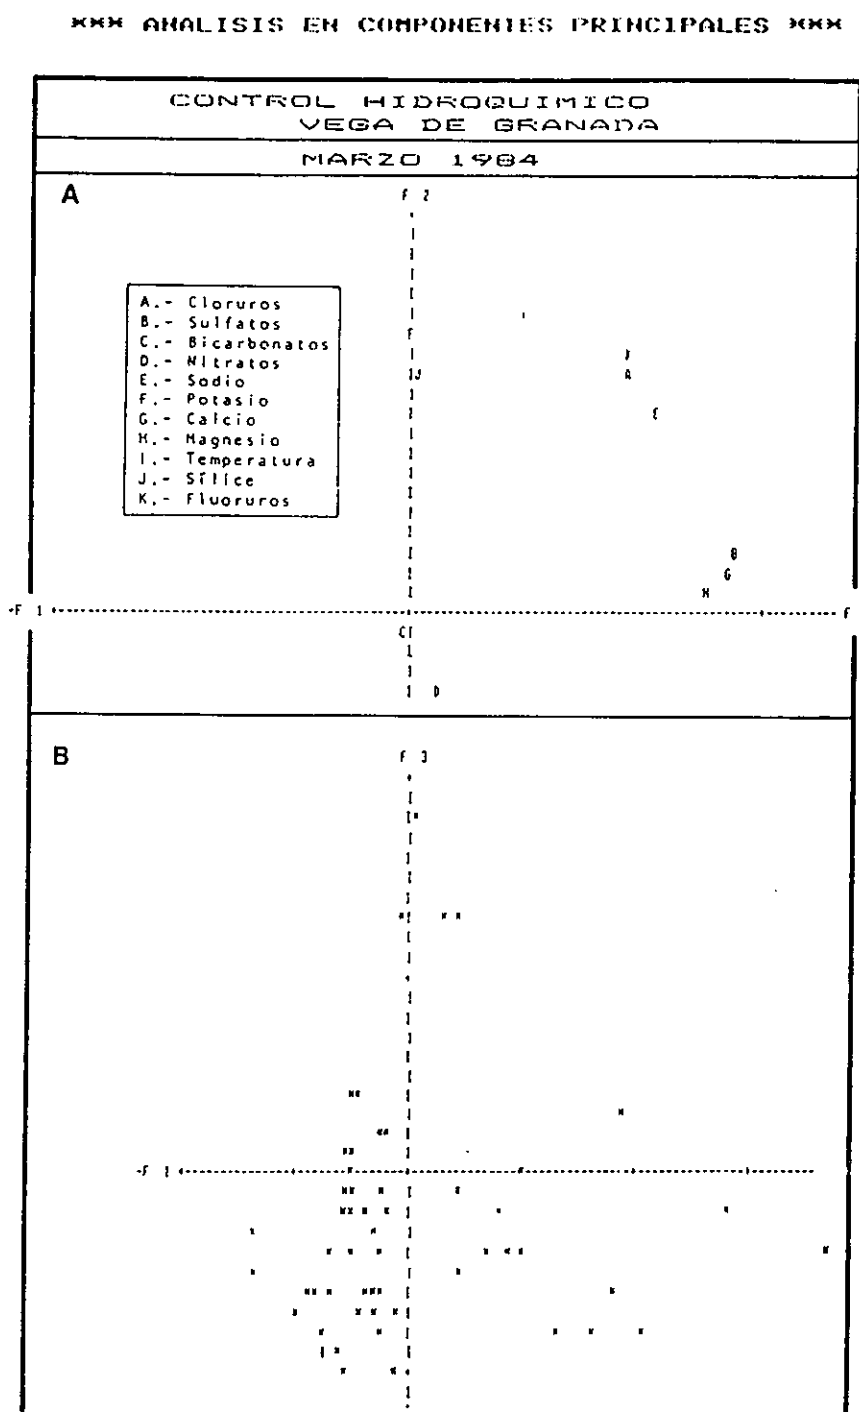 *** ANALISIS EN COMPONENTES PRINCIPALES ***
CONTROL HIDROQUIMICO
VEGA DE GRANADA
MARZO 1984
A
F 2
A.- Cloruros
B.- Sulfatos
C.- Bicarbonatos
D.- Nitratos
E.- Sodio
F.- Potasio
G.- Calcio
H.- Magnesio
I.- Temperatura
J.- Sílice
K.- Fluoruros
F
J
A
E
B
G
H
-F 1
F
C
D
B
F 3
-F 1